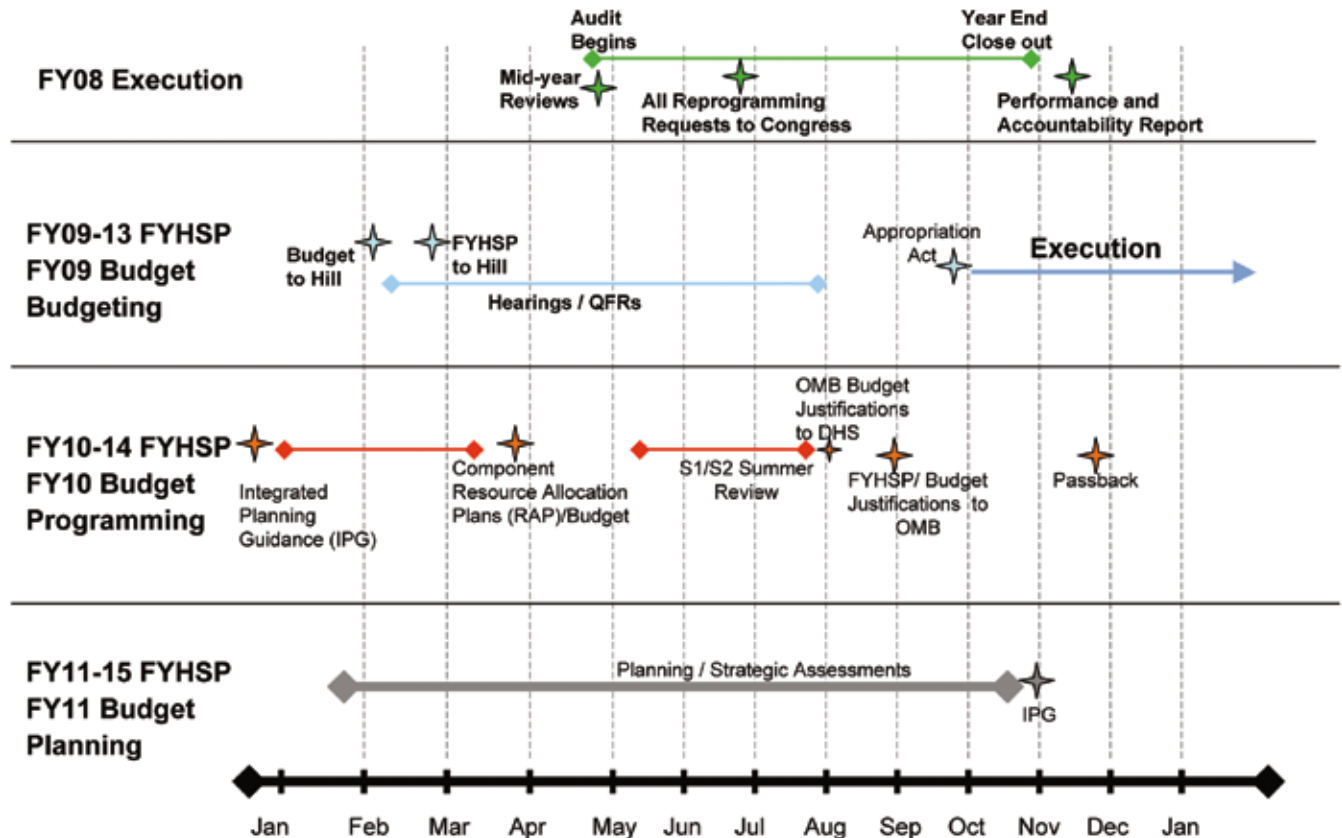 Audit
Begins
Year End
Close out
FY08 Execution
Mid-year
Reviews
All Reprogramming
Requests to Congress
Performance and
Accountability Report
FY09-13 FYHSP
FY09 Budget
Budgeting
Budget
to Hill
FYHSP
to Hill
Hearings / QFRs
Appropriation
Act
Execution
FY10-14 FYHSP
FY10 Budget
Programming
Integrated
Planning
Guidance (IPG)
Component
Resource Allocation
Plans (RAP)/Budget
S1/S2 Summer
Review
OMB Budget
Justifications
to DHS
FYHSP/ Budget
Justifications to
OMB
Passback
FY11-15 FYHSP
FY11 Budget
Planning
Planning / Strategic Assessments
IPG
Jan Feb Mar Apr May Jun Jul Aug Sep Oct Nov Dec Jan